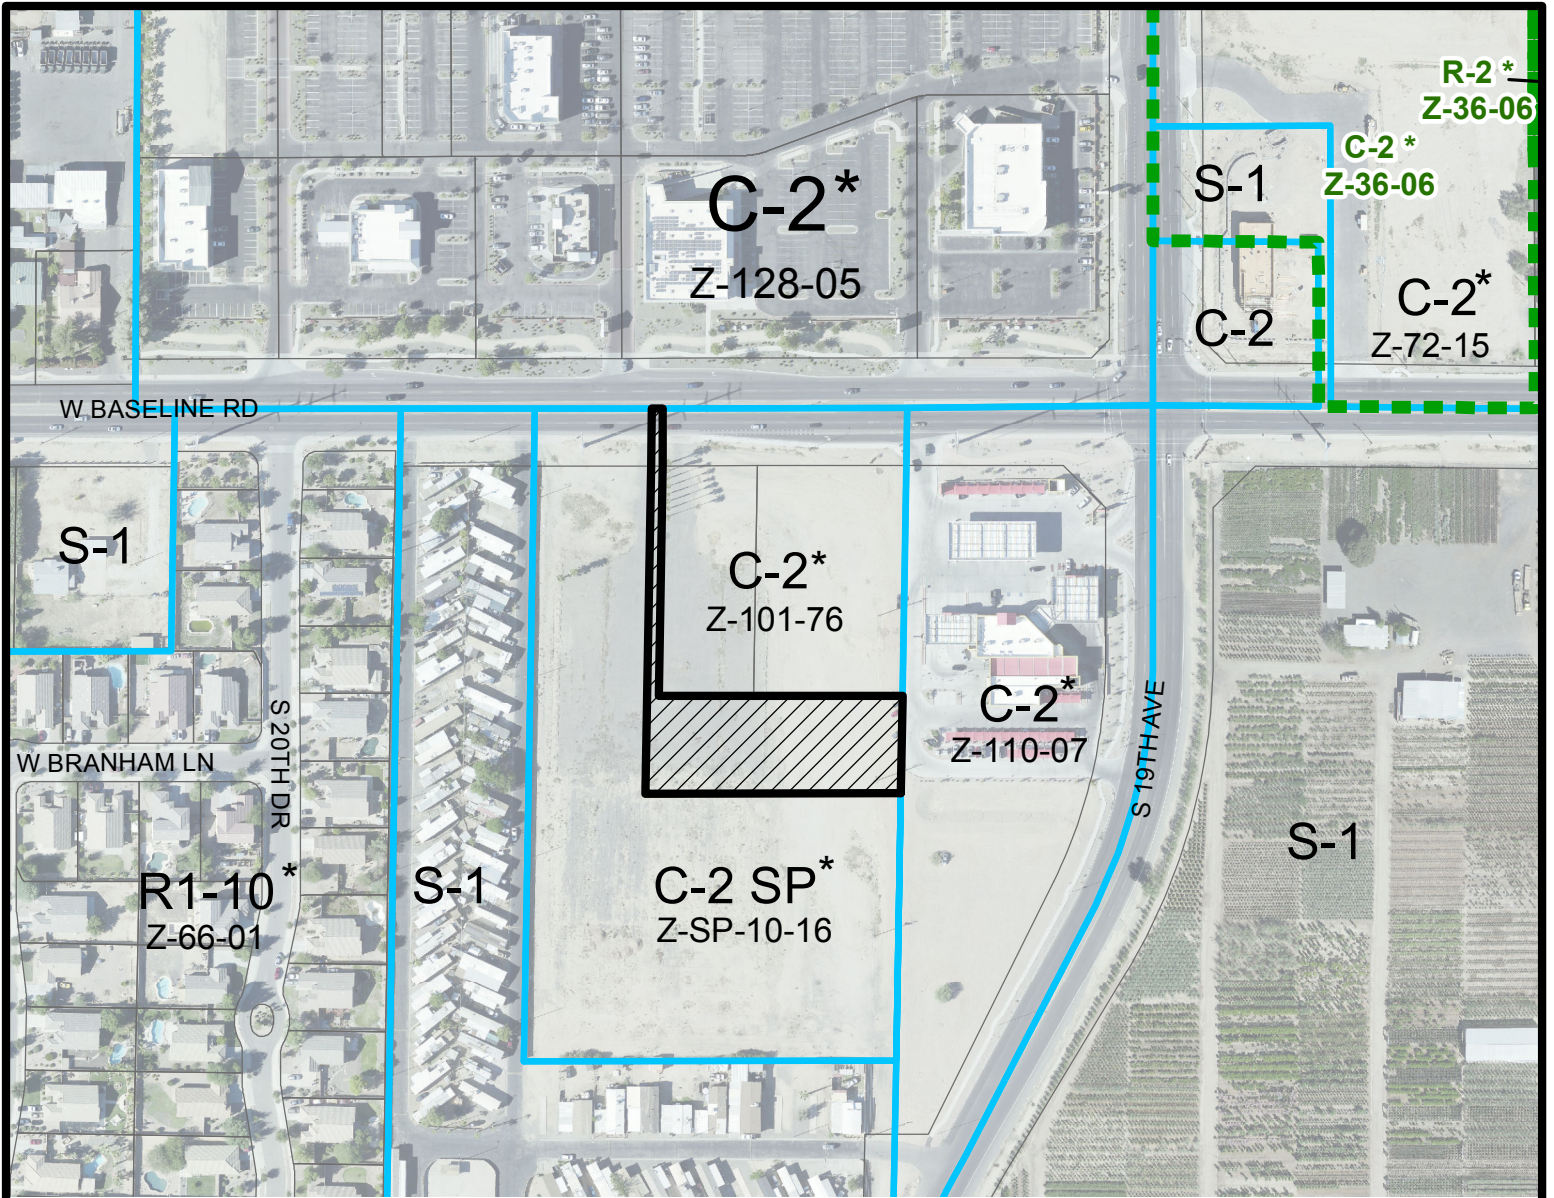 R-2 *
Z-36-06
C-2 *
Z-36-06
S-1
C-2*
Z-128-05
C-2*
Z-72-15
C-2
W BASELINE RD
S-1
C-2*
Z-101-76
C-2*
Z-110-07
S 19TH AVE
S 20TH DR
W BRANHAM LN
R1-10*
Z-66-01
S-1
C-2 SP*
Z-SP-10-16
S-1